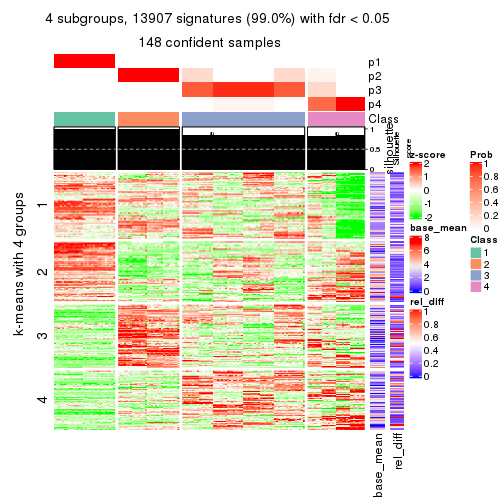 4 subgroups, 13907 signatures (99.0%) with fdr < 0.05
148 confident samples
p1
p2
p3
p4
Class
1
0.5
0
silhouette
Silhouette
score
k-means with 4 groups
1
2
3
4
base_mean
rel_diff
z-score
2
1
0
-1
-2
base_mean
8
6
4
2
0
rel_diff
1
0.8
0.6
0.4
0.2
0
Prob
1
0.8
0.6
0.4
0.2
0
Class
1
2
3
4